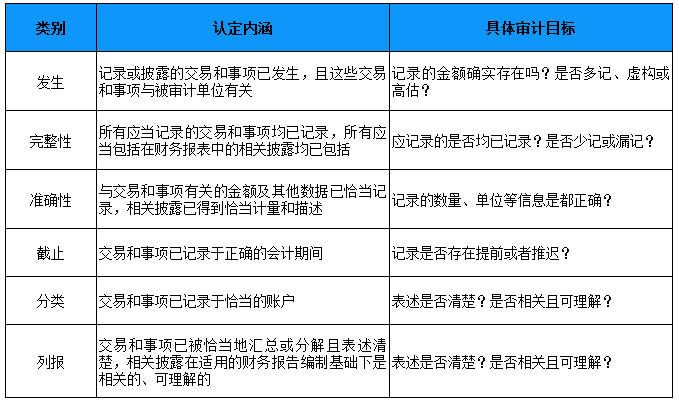 类别 认定内涵 具体审计目标
发生
记录或披露的交易和事项已发生，且这些交易
和事项与被审计单位有关
记录的金额确实存在吗？是否多记、虚构或
高估？
完整性
所有应当记录的交易和事项均已记录，所有应
当包括在财务报表中的相关披露均已包括
应记录的是否均已记录？是否少记或漏记？
准确性
与交易和事项有关的金额及其他数据已恰当记
录，相关披露已得到恰当计量和描述
记录的数量、单位等信息是都正确？
截止
交易和事项已记录于正确的会计期间
记录是否存在提前或者推迟？
分类
交易和事项已记录于恰当的账户
表述是否清楚？是否相关且可理解？
列报
交易和事项已被恰当地汇总或分解且表述清
楚，相关披露在适用的财务报告编制基础下是
相关的、可理解的
表述是否清楚？是否相关且可理解？